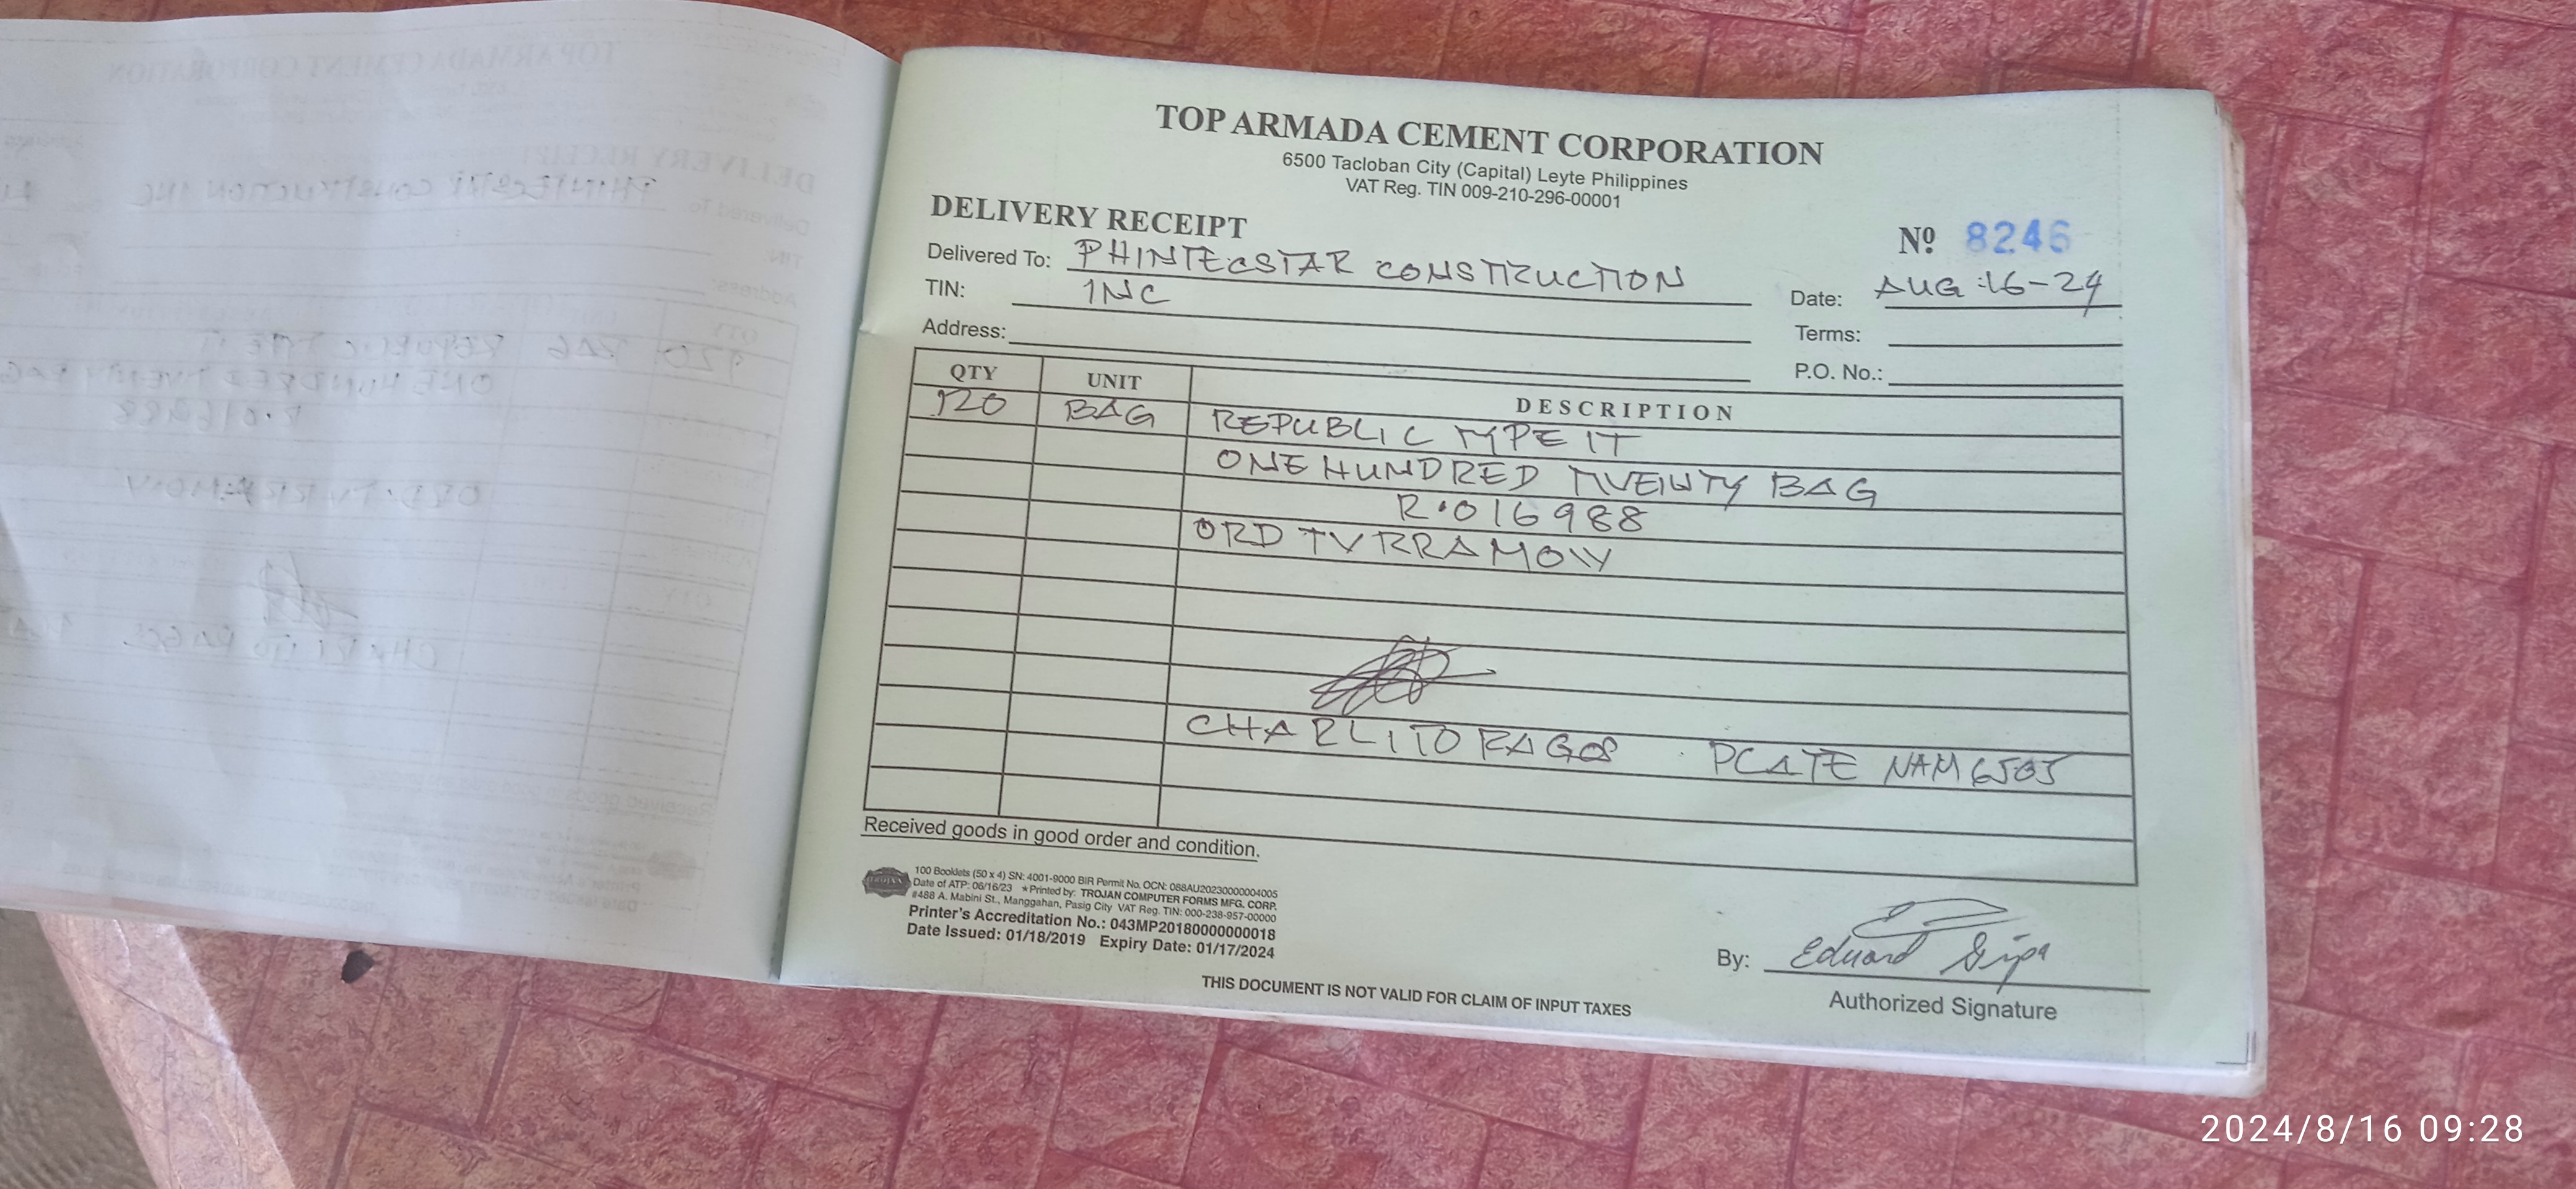 TOP ARMADA CEMENT CORPORATION
6500 Tacloban City (Capital) Leyte Philippines
VAT Reg. TIN 009-210-296-00001
DELIVERY RECEIPT
Nº 8246
Delivered To: PHINTECSTAR CONSTRUCTION
Date: AUG :16-24
TIN: INC
Terms:
Address:
P.O. No.:
QTY UNIT DESCRIPTION
120 BAG REPUBLIC TYPE IT
ONE HUNDRED TWENTY BAG
R.016988
ORD TVRRAMOW
CHARLITO RAGOS PCATE NAM 6505
Received goods in good order and condition.
TROJAN
100 Booklets (50 x 4) SN: 4001-9000 BIR Permit No. OCN: 088AU20230000004005
Date of ATP: 06/16/23 *Printed by: TROJAN COMPUTER FORMS MFG. CORP.
#488 A. Mabini St., Manggahan, Pasig City VAT Reg. TIN: 000-238-957-00000
Printer's Accreditation No.: 043MP20180000000018
Date Issued: 01/18/2019 Expiry Date: 01/17/2024
By: Eduard
Authorized Signature
THIS DOCUMENT IS NOT VALID FOR CLAIM OF INPUT TAXES
2024/8/16 09:28